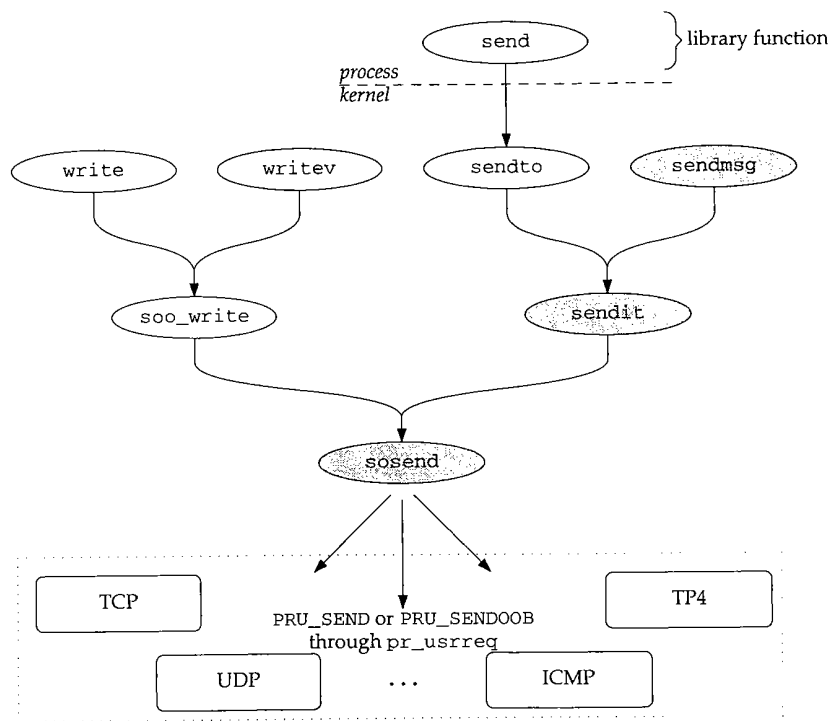 send
library function
process
kernel
write
writev
sendto
sendmsg
soo_write
sendit
sosend
TCP
TP4
PRU_SEND or PRU_SENDOOB
through pr_usrreq
UDP
...
ICMP